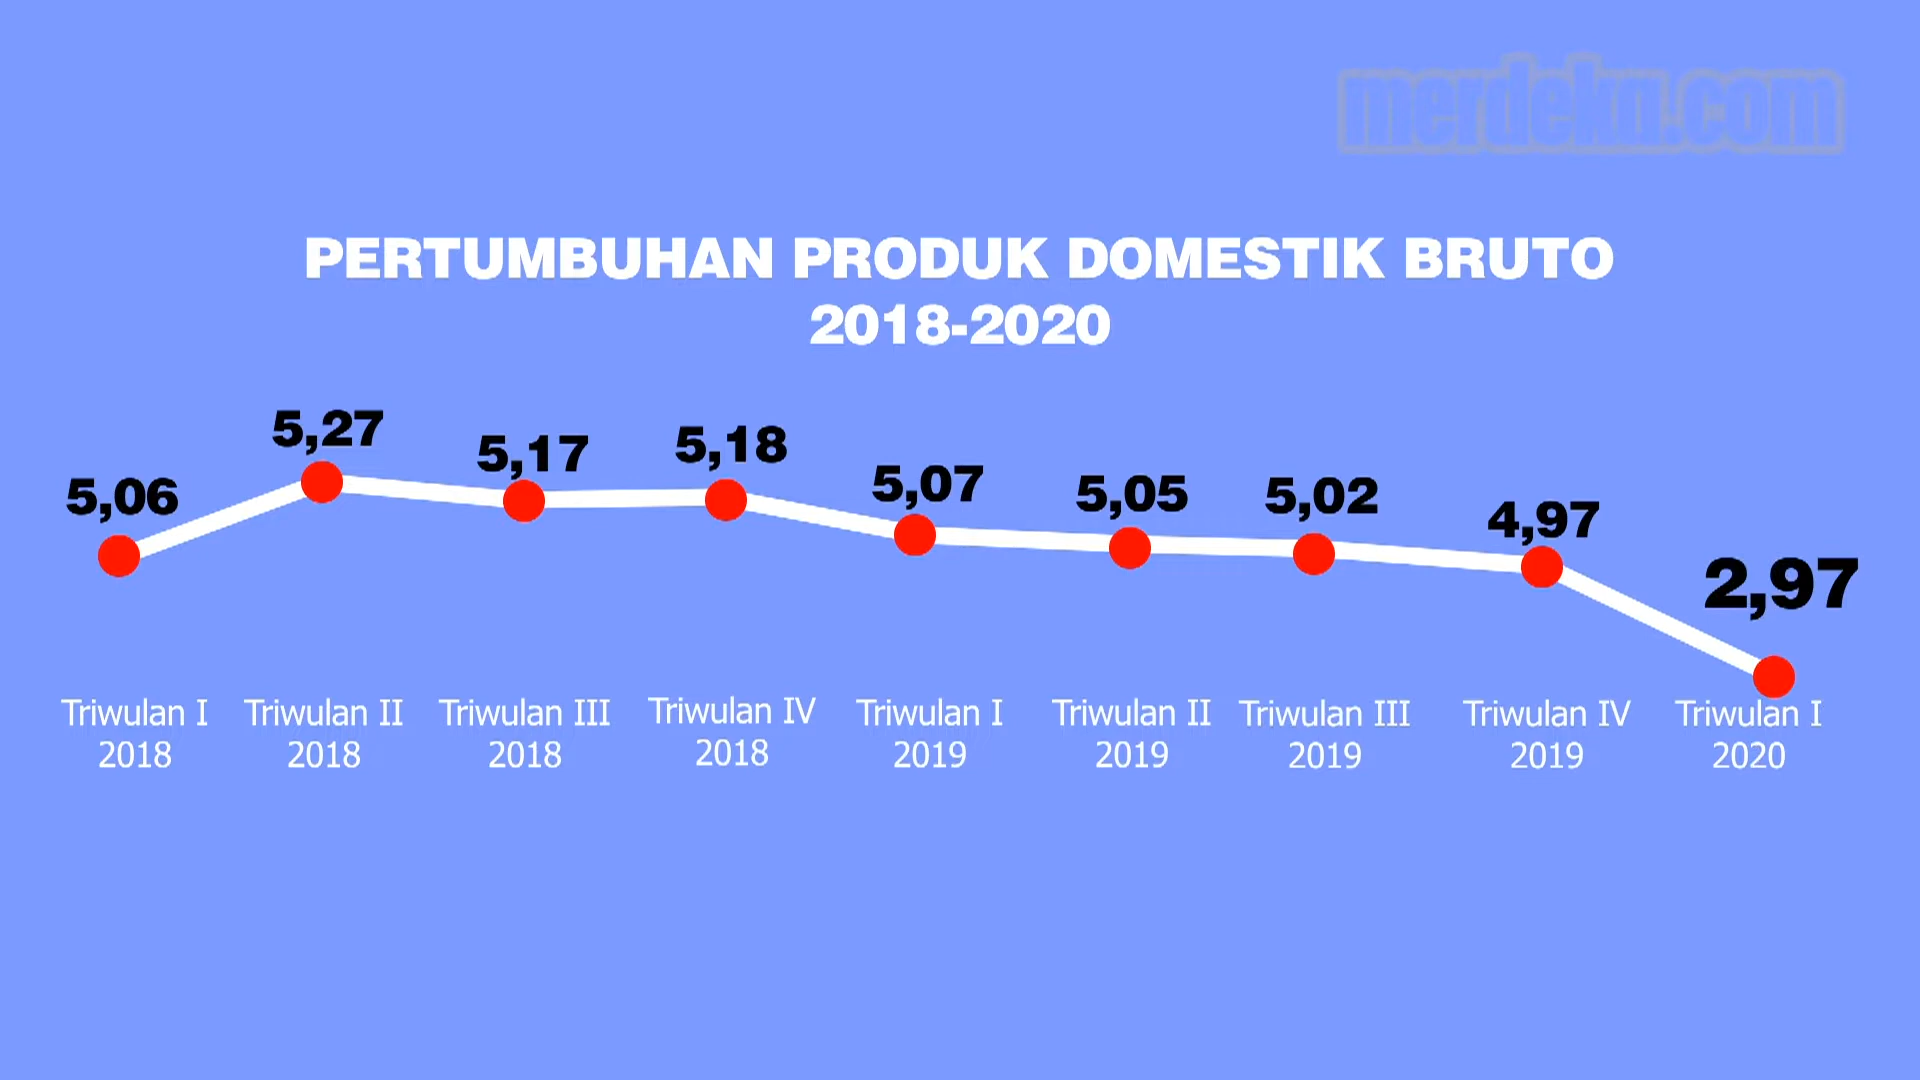 merdeka.com
PERTUMBUHAN PRODUK DOMESTIK BRUTO
2018-2020
5,06
5,27
5,17
5,18
5,07
5,05
5,02
4,97
2,97
Triwulan I
2018
Triwulan II
2018
Triwulan III
2018
Triwulan IV
2018
Triwulan I
2019
Triwulan II
2019
Triwulan III
2019
Triwulan IV
2019
Triwulan I
2020